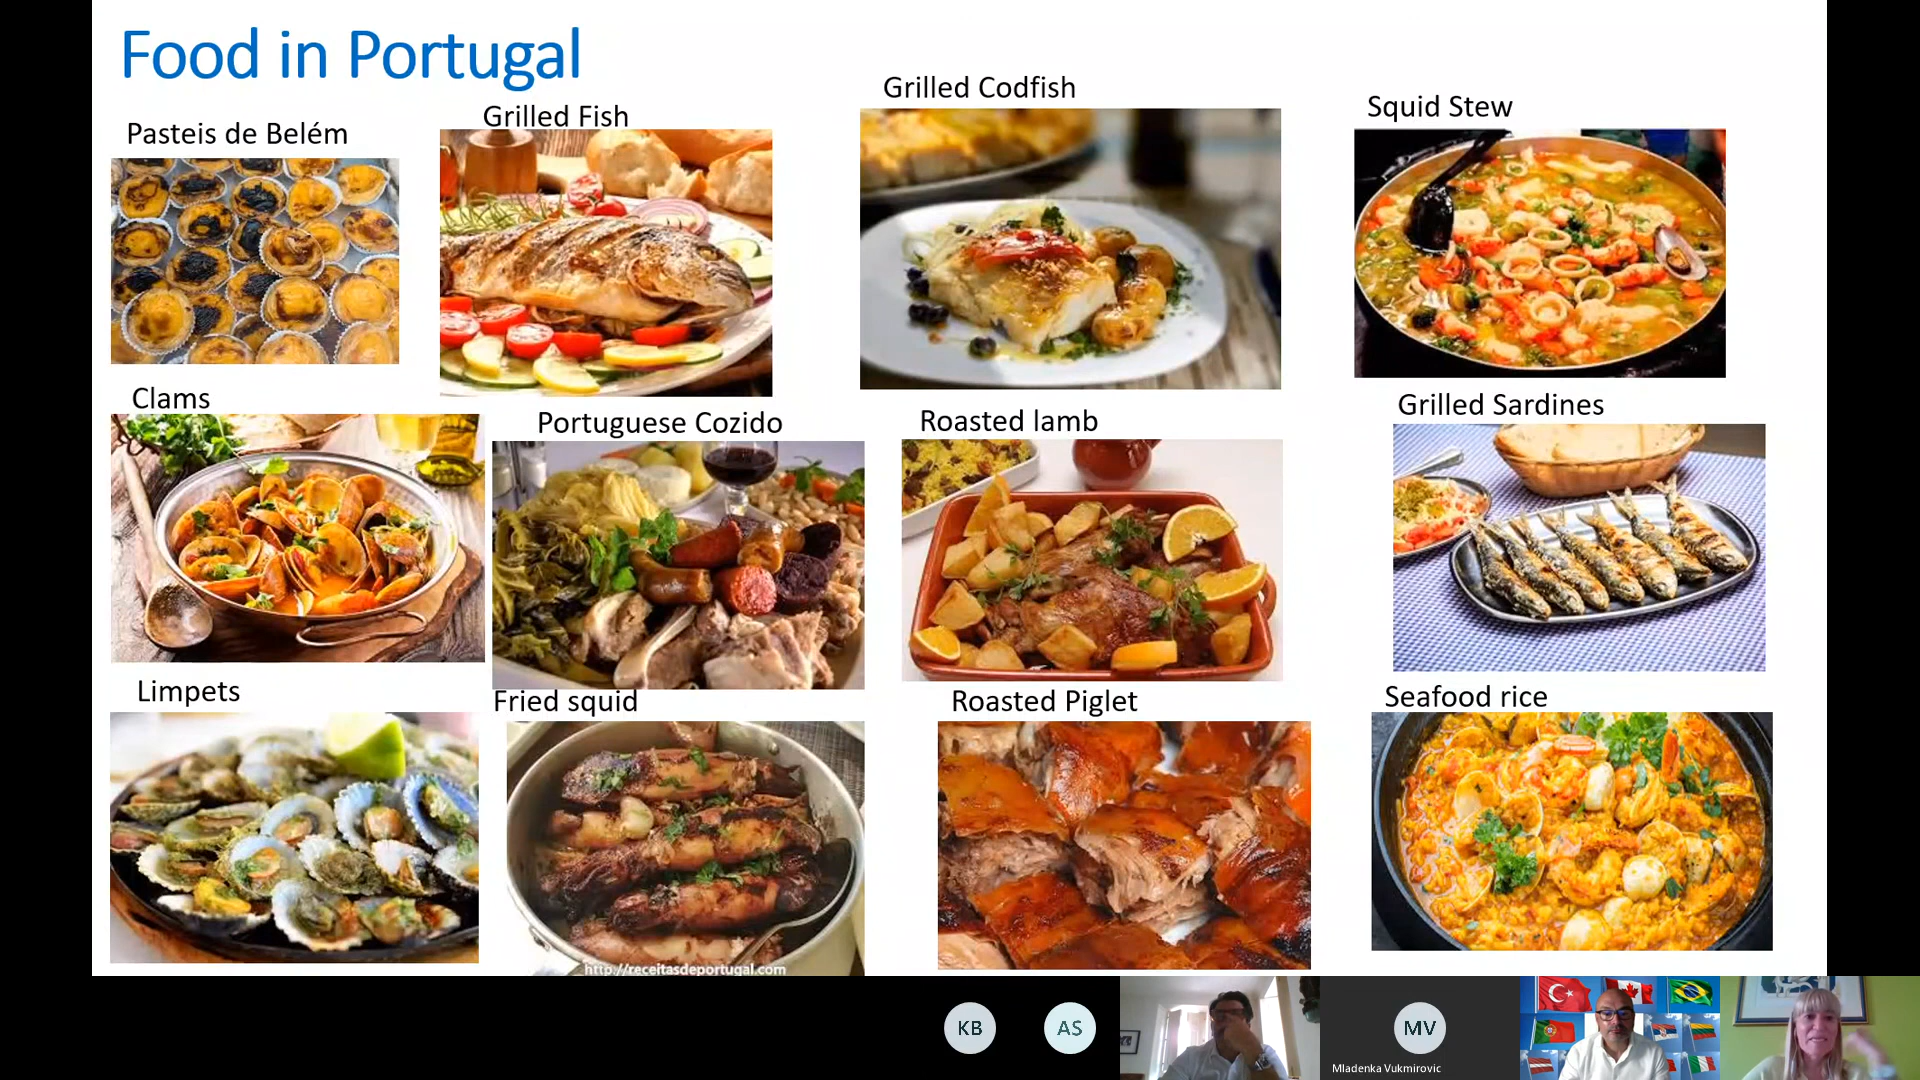 Food in Portugal
Pasteis de Belém
Grilled Fish
Grilled Codfish
Squid Stew
Clams
Portuguese Cozido
Roasted lamb
Grilled Sardines
Limpets
Fried squid
Roasted Piglet
Seafood rice
http://receitasdeportugal.com
KB
AS
MV
Mladenka Vukmirovic